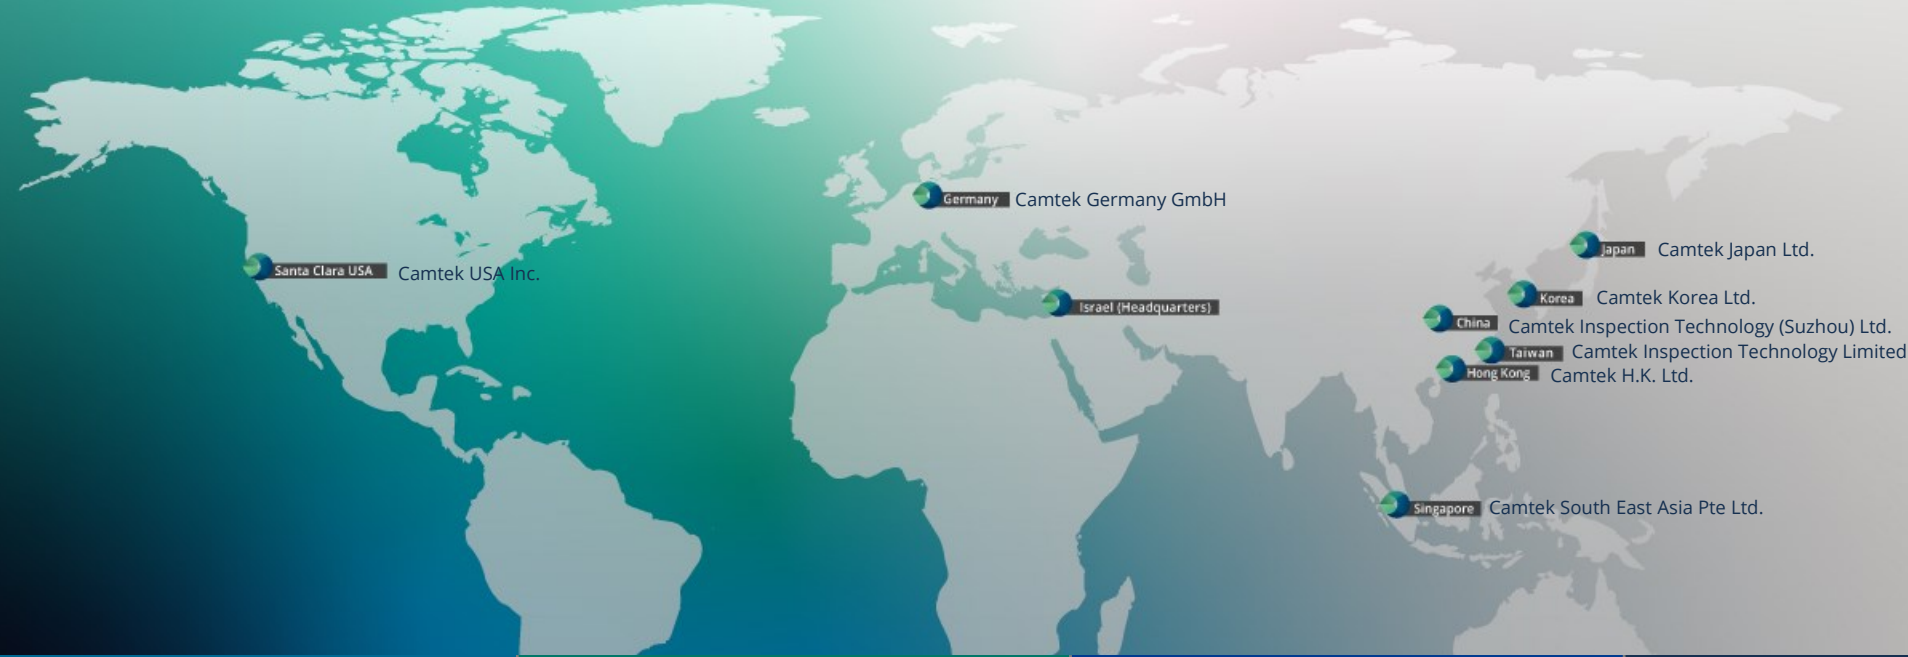 Germany Camtek Germany GmbH
Japan Camtek Japan Ltd.
Santa Clara USA Camtek USA Inc.
Korea Camtek Korea Ltd.
Israel (Headquarters)
China Camtek Inspection Technology (Suzhou) Ltd.
Taiwan Camtek Inspection Technology Limited
Hong Kong Camtek H.K. Ltd.
Singapore Camtek South East Asia Pte Ltd.